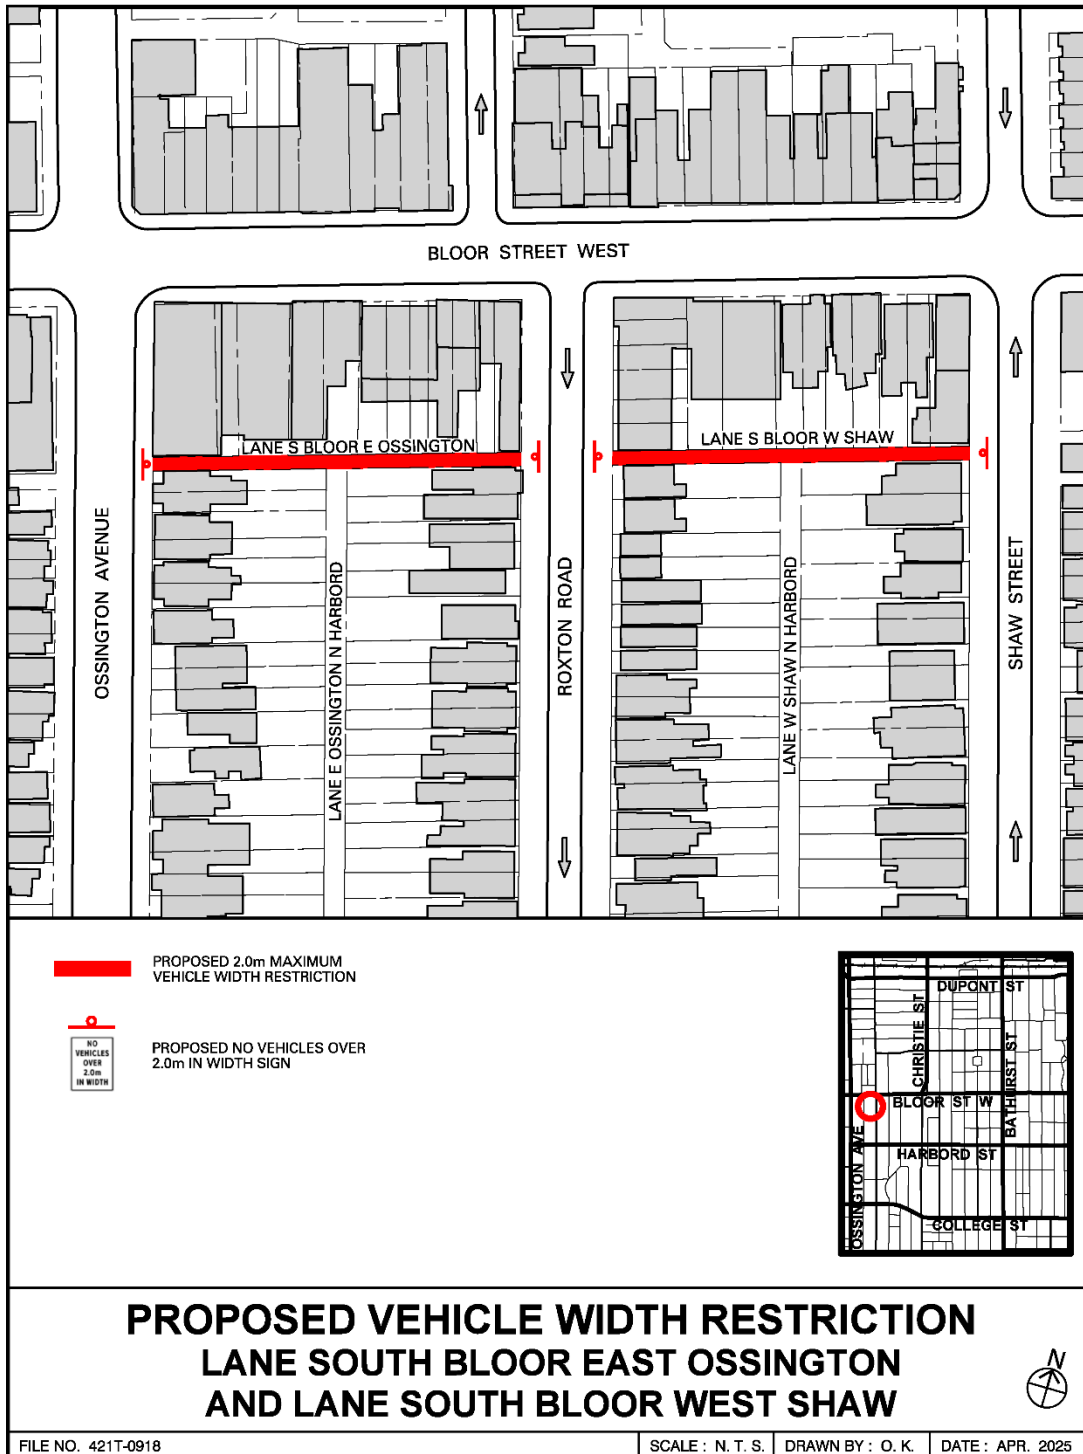 BLOOR STREET WEST
LANE S BLOOR E OSSINGTON
LANE S BLOOR W SHAW
OSSINGTON AVENUE
LANE E OSSINGTON N HARBORD
ROXTON ROAD
LANE W SHAW N HARBORD
SHAW STREET
PROPOSED 2.0m MAXIMUM
VEHICLE WIDTH RESTRICTION
NO
VEHICLES
OVER
2.0m
IN WIDTH
PROPOSED NO VEHICLES OVER
2.0m IN WIDTH SIGN
DUPONT ST
CHRISTIE ST
BATHURST ST
BLOOR ST W
OSSINGTON AVE
HARBORD ST
COLLEGE ST
PROPOSED VEHICLE WIDTH RESTRICTION
LANE SOUTH BLOOR EAST OSSINGTON
AND LANE SOUTH BLOOR WEST SHAW
N
FILE NO. 421T-0918
SCALE : N. T. S.
DRAWN BY : O. K.
DATE : APR. 2025